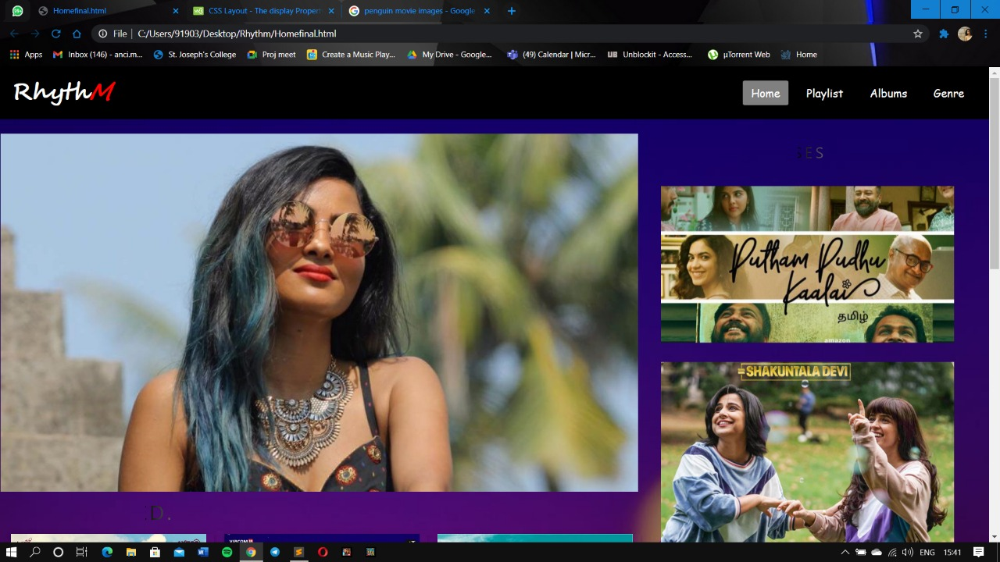 99+
Homefinal.html
CSS Layout - The display Propert
penguin movie images - Google
File
C:/Users/91903/Desktop/Rhythm/Homefinal.html
Apps
Inbox (146) - anci.m...
St. Joseph's College
Proj meet
Create a Music Play...
My Drive - Google...
(49) Calendar | Micr...
UB
Unblockit - Access...
µTorrent Web
Home
RhythM
Home
Playlist
Albums
Genre
ES
Putham Pudhu
Kaalai
தமிழ்
amazon
=SHAKUNTALA DEVI
D.
VIACOM18
ENG
15:41